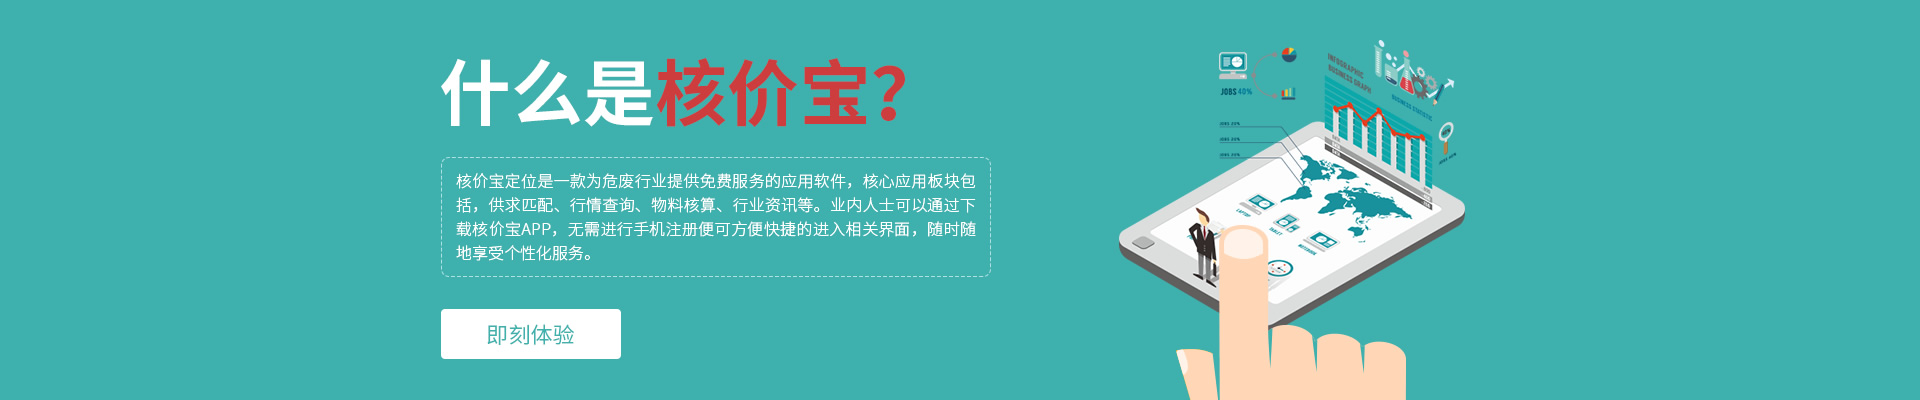 什么是核价宝?
核价宝定位是一款为危废行业提供免费服务的应用软件，核心应用板块包
括，供求匹配、行情查询、物料核算、行业资讯等。业内人士可以通过下
载核价宝APP，无需进行手机注册便可方便快捷的进入相关界面，随时随
地享受个性化服务。
即刻体验
JOBS 40%
INFOGRAPHIC
BUSINESS GRAPH
BUSINESS STATISTIC
JOBS 20%
LAPTOP
TABLET